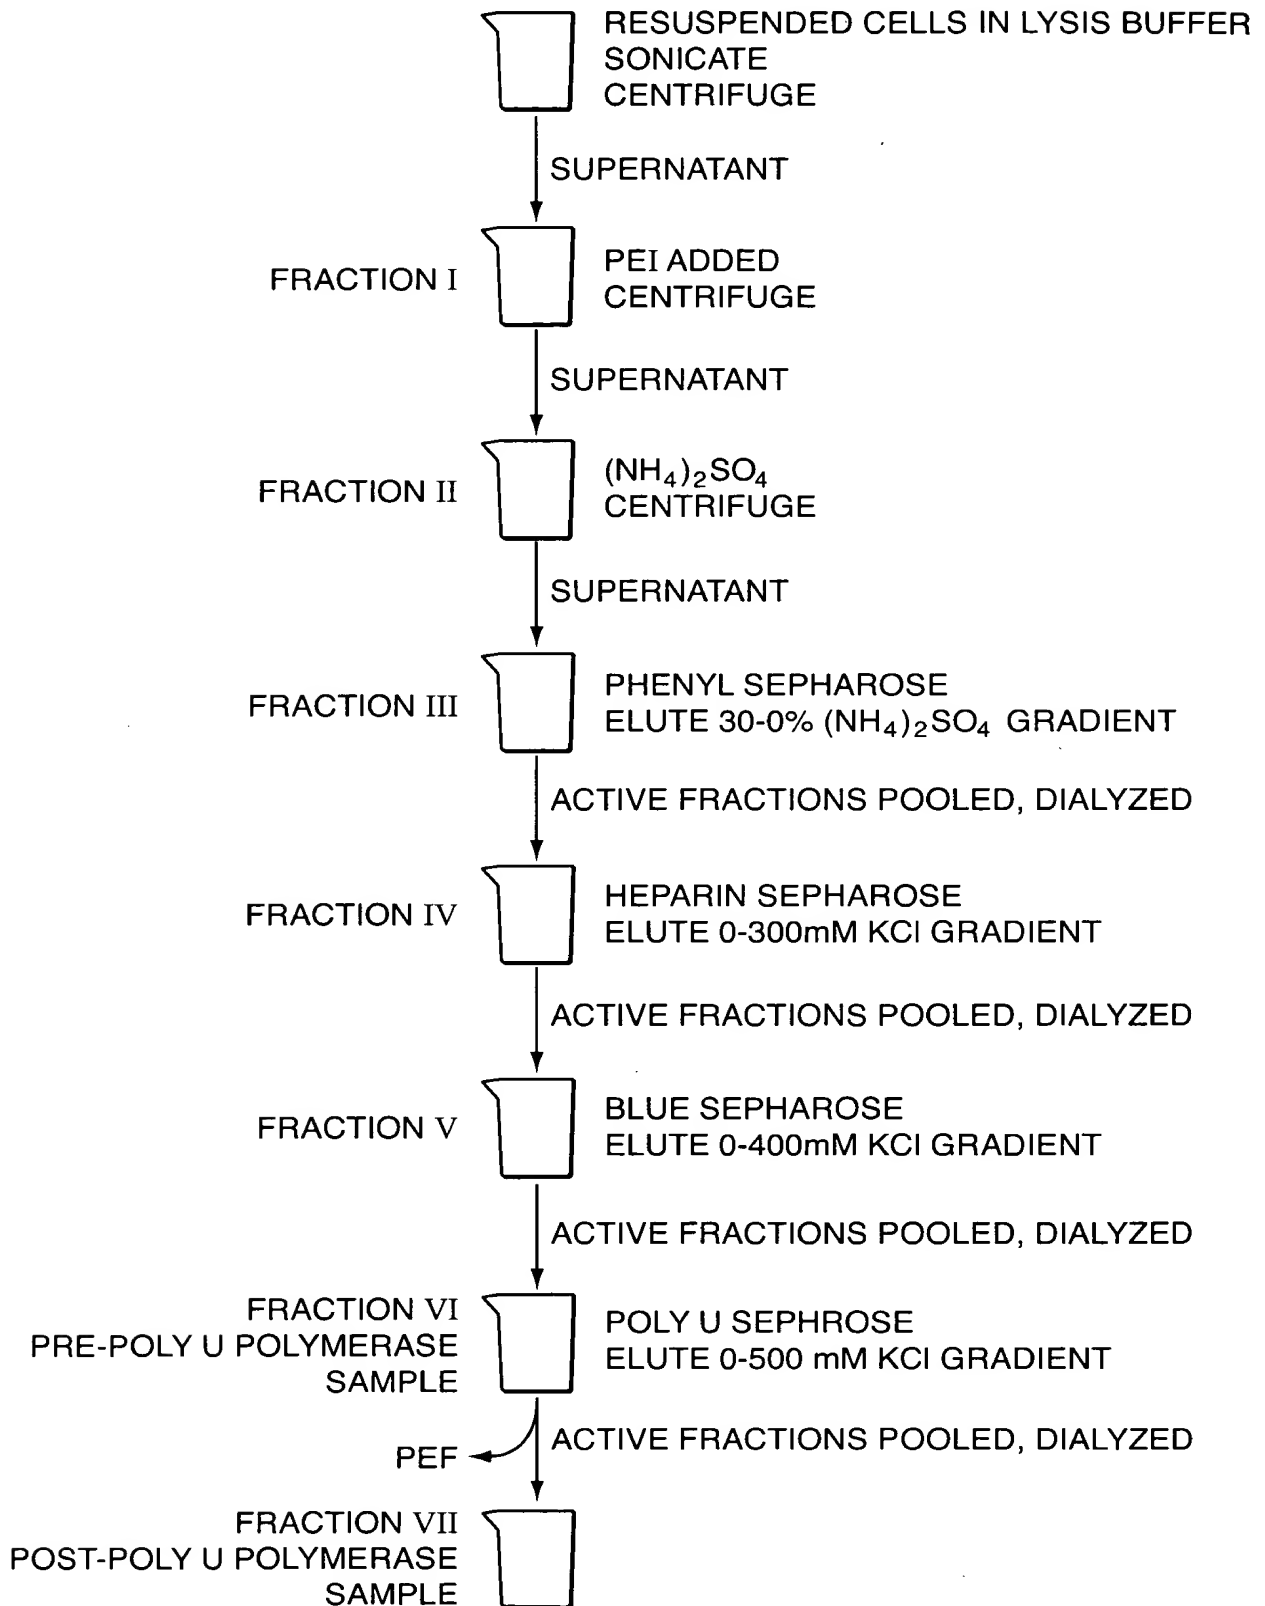 RESUSPENDED CELLS IN LYSIS BUFFER
SONICATE
CENTRIFUGE
SUPERNATANT
FRACTION I
PEI ADDED
CENTRIFUGE
SUPERNATANT
FRACTION II
(NH4)2SO4
CENTRIFUGE
SUPERNATANT
FRACTION III
PHENYL SEPHAROSE
ELUTE 30-0% (NH4)2SO4 GRADIENT
ACTIVE FRACTIONS POOLED, DIALYZED
FRACTION IV
HEPARIN SEPHAROSE
ELUTE 0-300mM KCl GRADIENT
ACTIVE FRACTIONS POOLED, DIALYZED
FRACTION V
BLUE SEPHAROSE
ELUTE 0-400mM KCl GRADIENT
ACTIVE FRACTIONS POOLED, DIALYZED
FRACTION VI
PRE-POLY U POLYMERASE
SAMPLE
POLY U SEPHROSE
ELUTE 0-500 mM KCl GRADIENT
ACTIVE FRACTIONS POOLED, DIALYZED
PEF
FRACTION VII
POST-POLY U POLYMERASE
SAMPLE